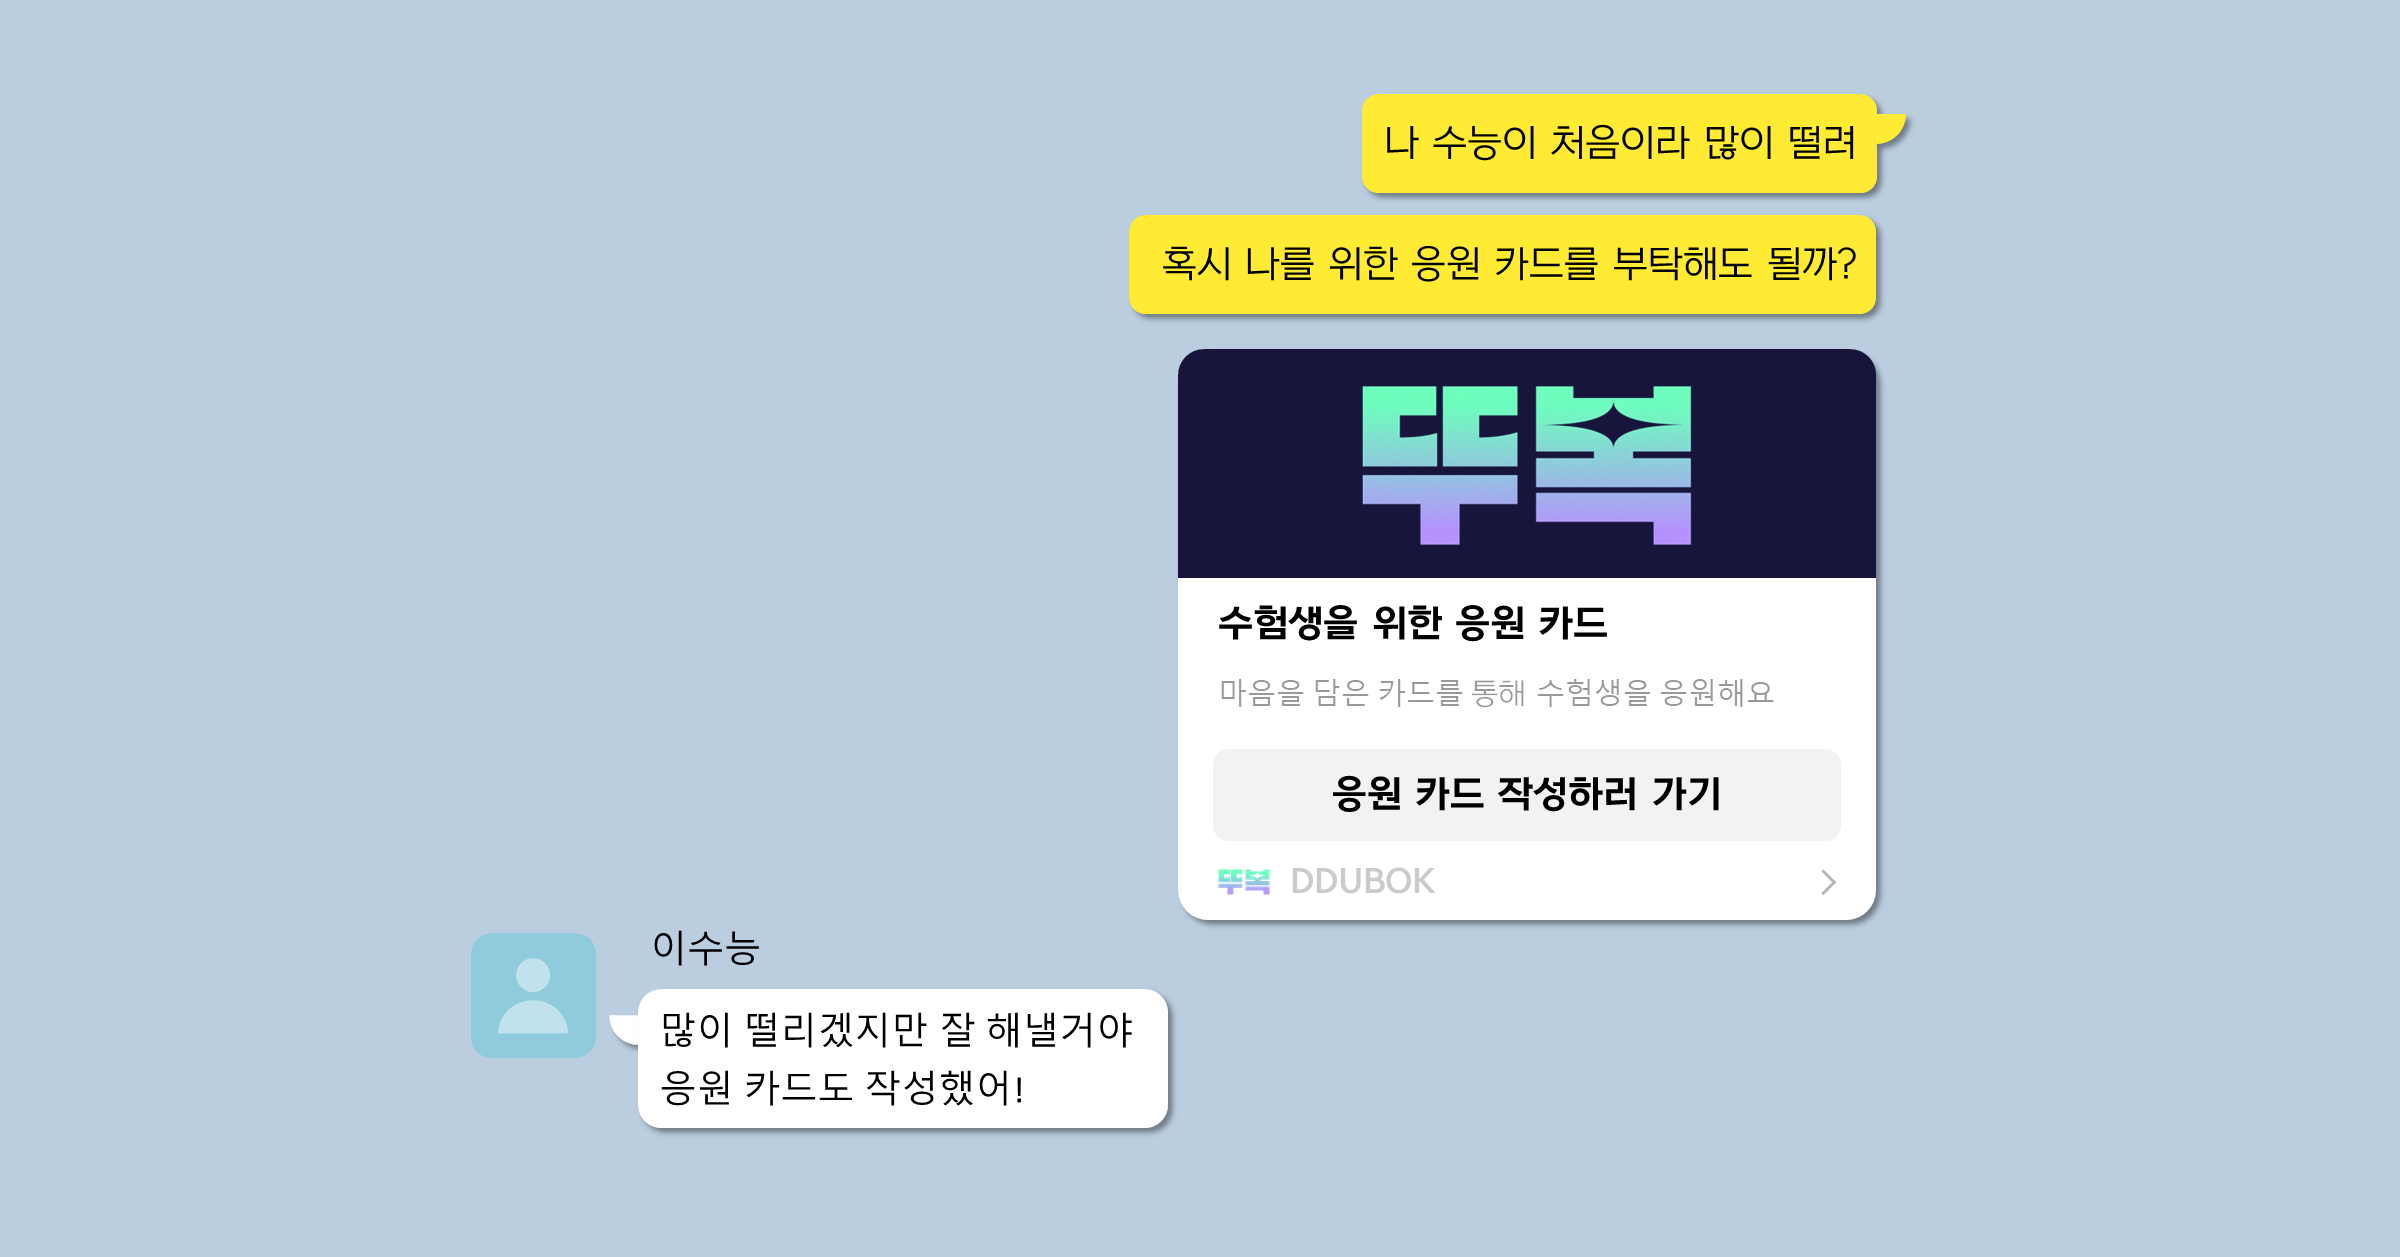 나 수능이 처음이라 많이 떨려
혹시 나를 위한 응원 카드를 부탁해도 될까?
뚜복
수험생을 위한 응원 카드
마음을 담은 카드를 통해 수험생을 응원해요
응원 카드 작성하러 가기
뚜복 DDUBOK
이수능
많이 떨리겠지만 잘 해낼거야
응원 카드도 작성했어!